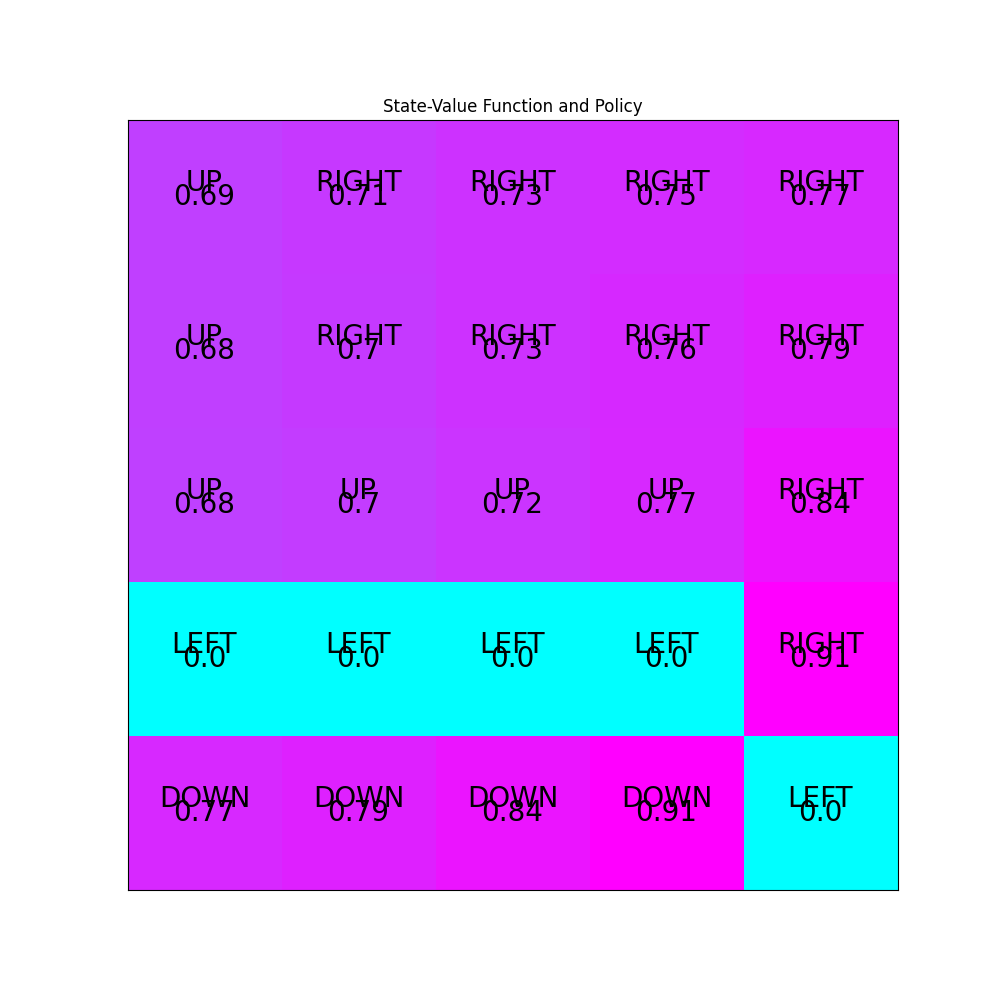 State-Value Function and Policy
UP RIGHT RIGHT RIGHT RIGHT
0.69 0.71 0.73 0.75 0.77
UP RIGHT RIGHT RIGHT RIGHT
0.68 0.7 0.73 0.76 0.79
UP UP UP UP RIGHT
0.68 0.7 0.72 0.77 0.84
LEFT LEFT LEFT LEFT RIGHT
0.0 0.0 0.0 0.0 0.91
DOWN DOWN DOWN DOWN LEFT
0.77 0.79 0.84 0.91 0.0